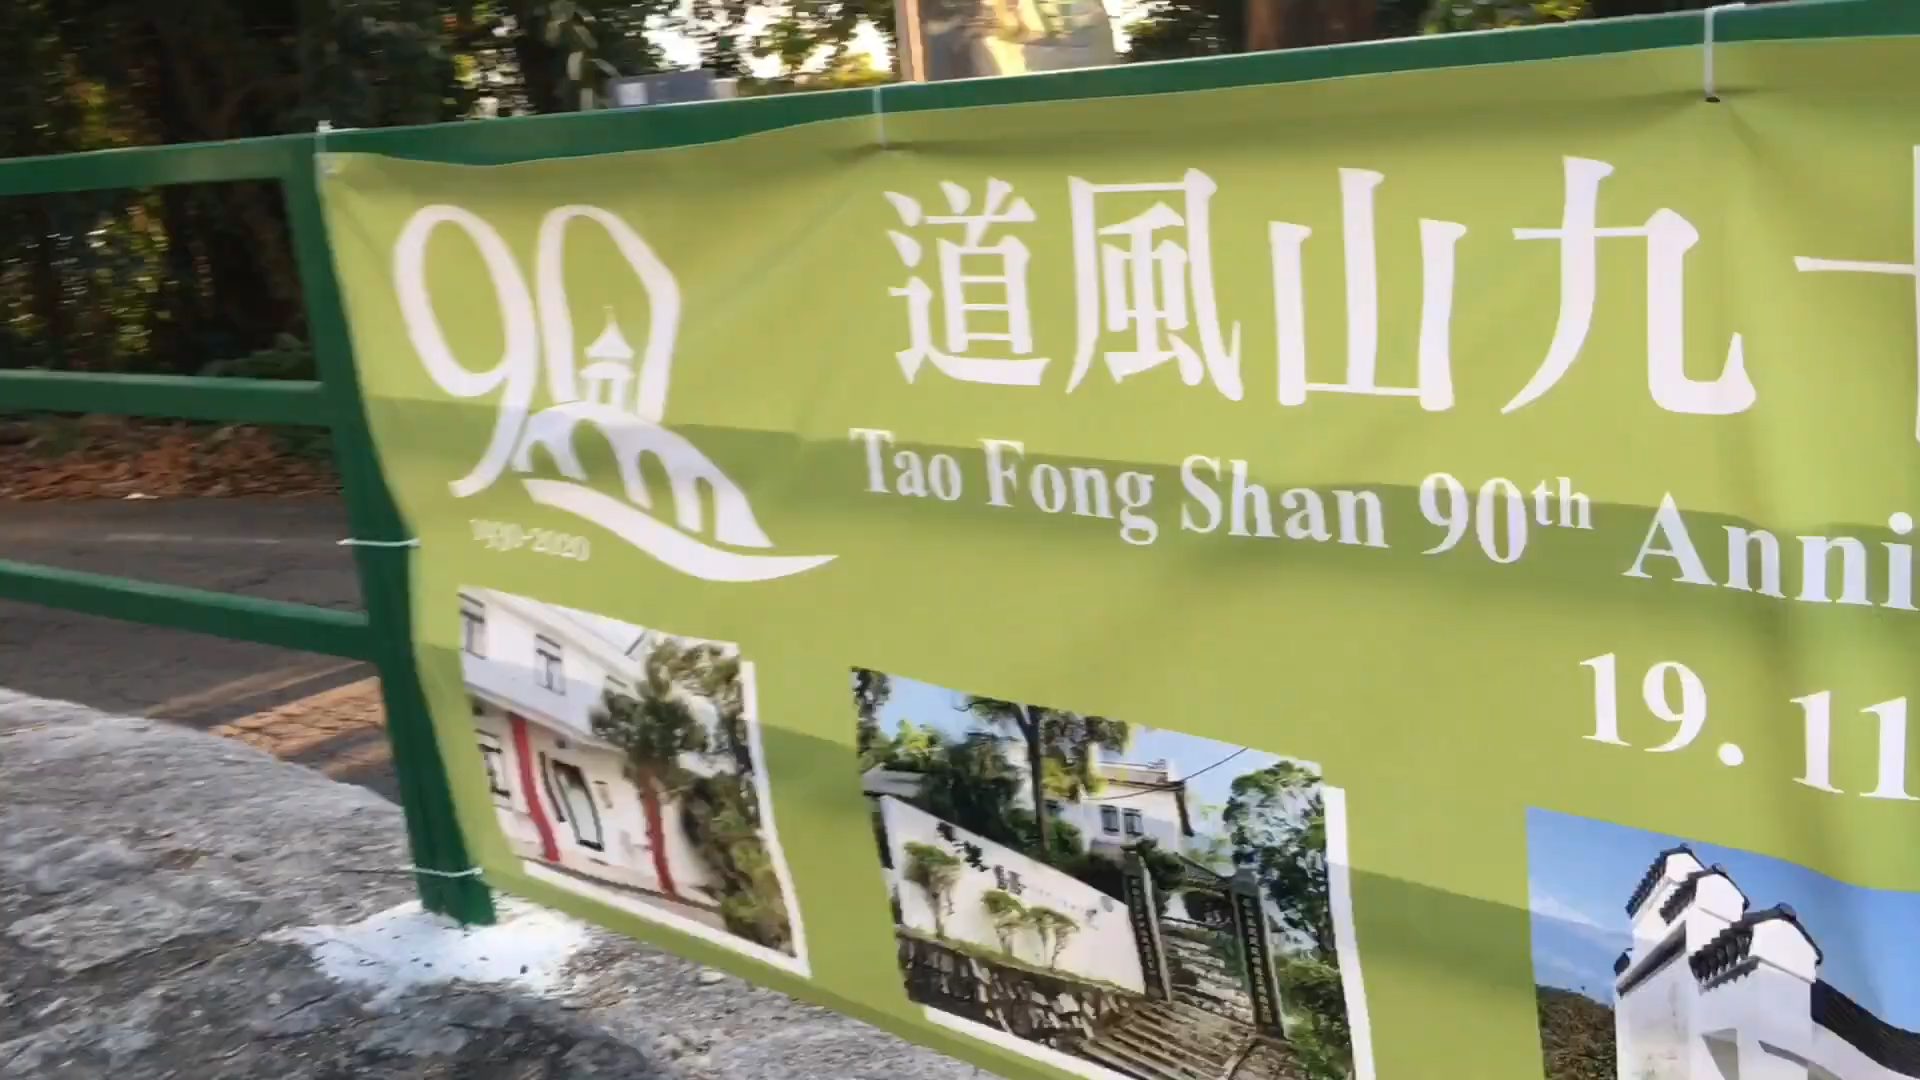 90
道風山九
Tao Fong Shan 90th Anni
1930-2020
19. 11